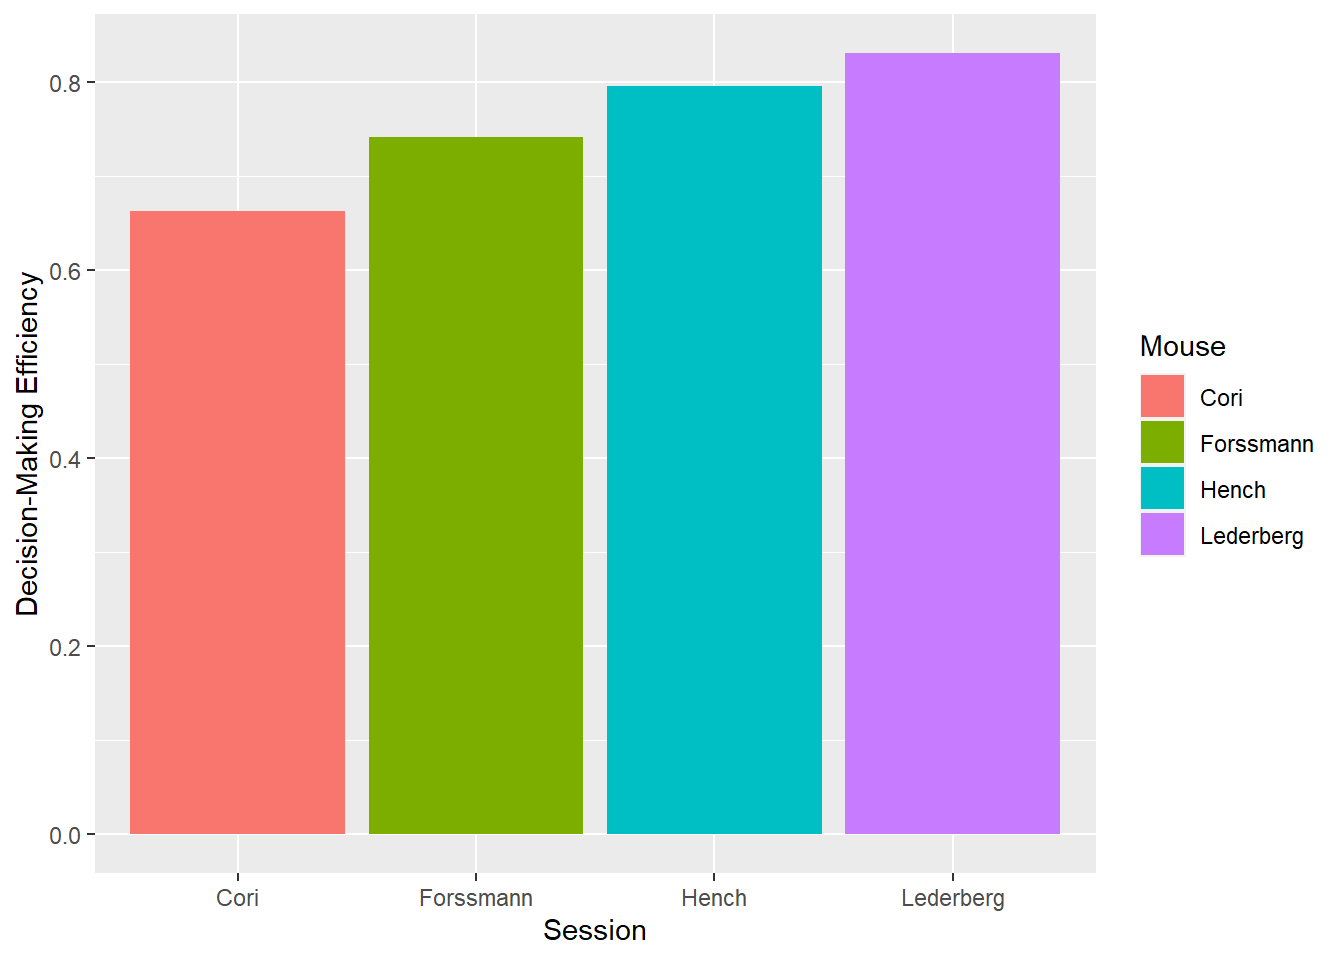 Decision-Making Efficiency
0.8
0.6
0.4
0.2
0.0
Cori
Forssmann
Hench
Lederberg
Session
Mouse
Cori
Forssmann
Hench
Lederberg